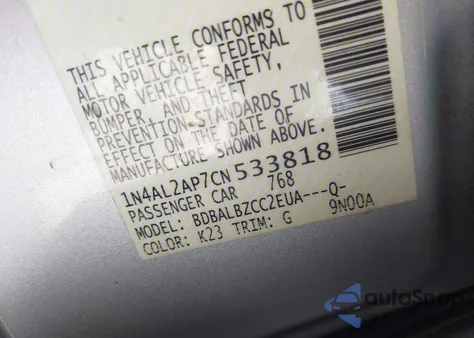 THIS VEHICLE CONFORMS TO
ALL APPLICABLE FEDERAL
MOTOR VEHICLE SAFETY,
BUMPER, AND THEFT
PREVENTION STANDARDS IN
EFFECT ON THE DATE OF
MANUFACTURE SHOWN ABOVE.
1N4AL2AP7CN533818
PASSENGER CAR 768
MODEL: BDBALBZCC2EUA---Q-
COLOR: K23 TRIM: G 9N00A
autoSnap